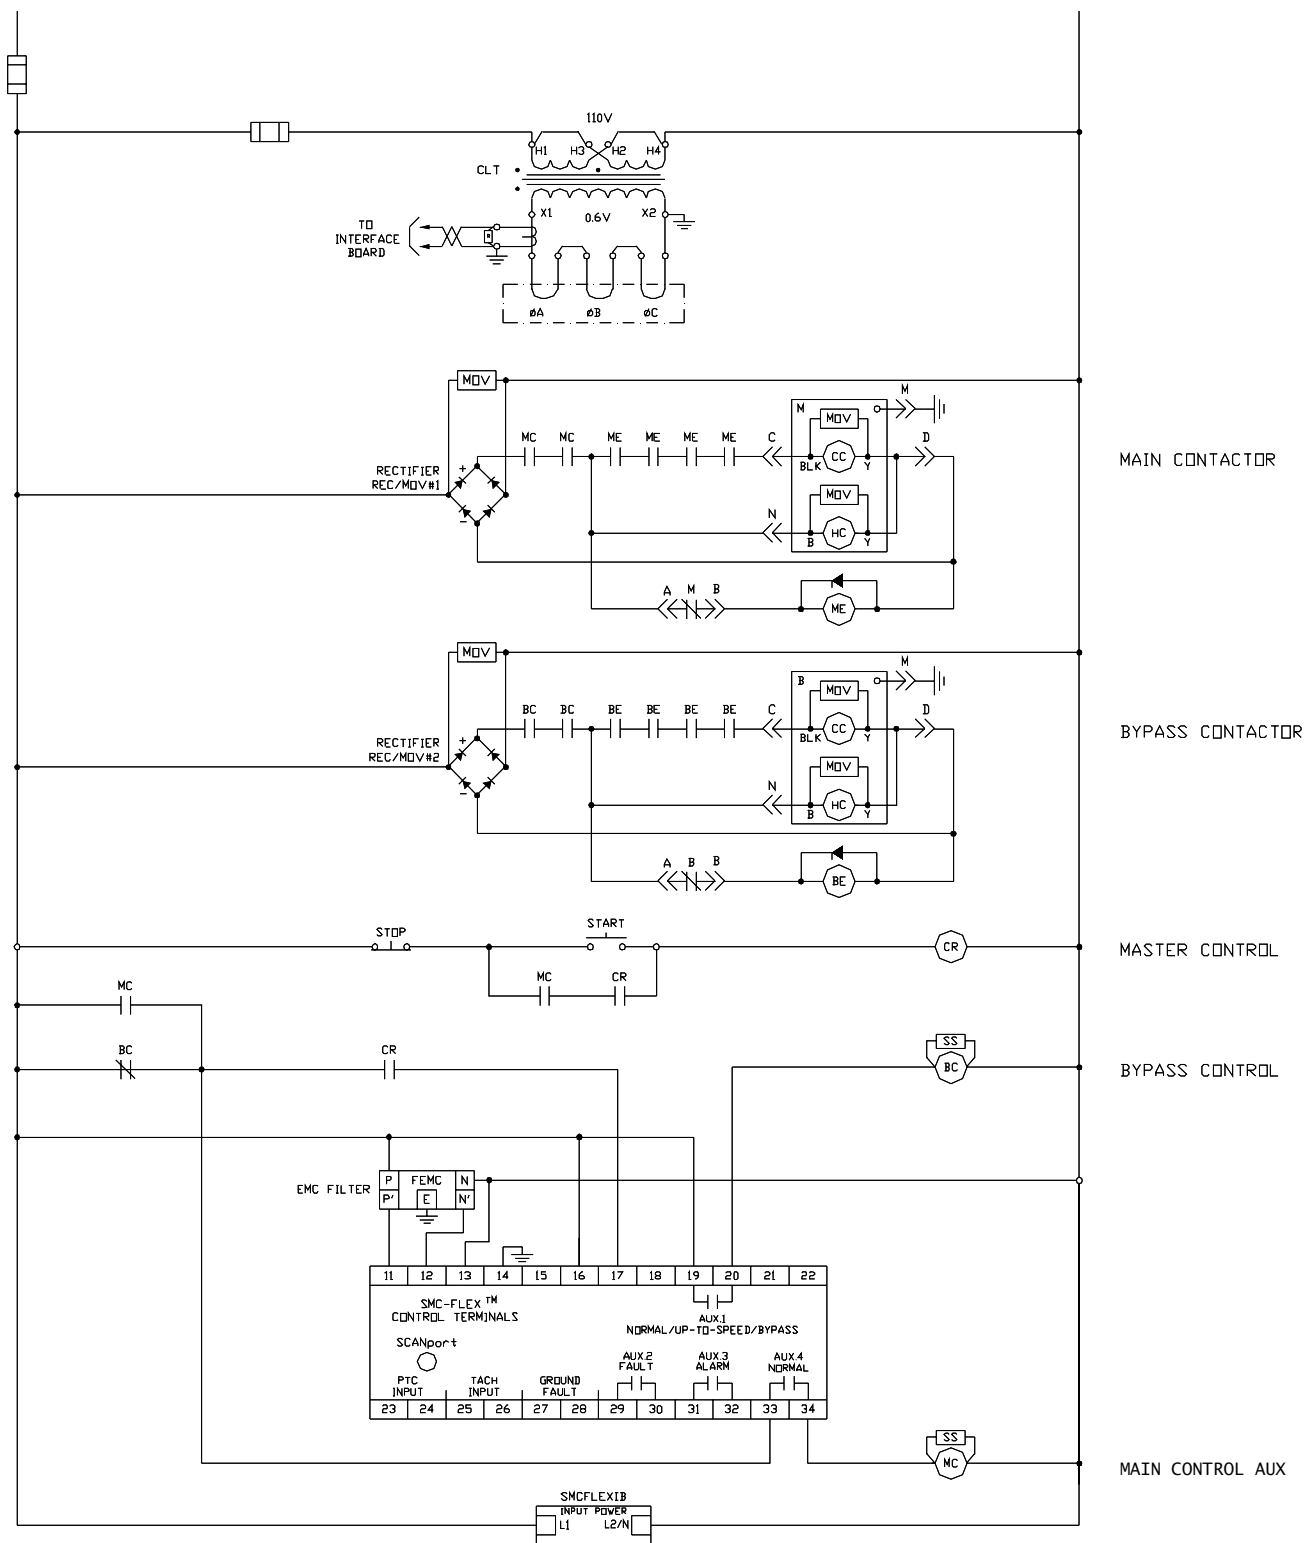 110V
H1 H3 H2 H4
CLT
X1 0.6V X2
TO
INTERFACE
BOARD
R
ØA ØB ØC
MOV
M
M
MOV
MC MC ME ME ME ME C D
CC
BLK Y
MAIN CONTACTOR
RECTIFIER
REC/MOV#1
+
-
MOV
N
HC
B Y
A M B
ME
MOV
M
B
MOV
BC BC BE BE BE BE C D
CC
BLK Y
BYPASS CONTACTOR
RECTIFIER
REC/MOV#2
+
-
MOV
N
HC
B Y
A B B
BE
STOP START
CR
MASTER CONTROL
MC CR
MC
BC CR
SS
BC
BYPASS CONTROL
EMC FILTER
P FEMC N
P' E N'
11 12 13 14 15 16 17 18 19 20 21 22
SMC-FLEX™
CONTROL TERMINALS
AUX.1
NORMAL/UP-TO-SPEED/BYPASS
SCANport
AUX.2
FAULT
AUX.3
ALARM
AUX.4
NORMAL
PTC
INPUT
TACH
INPUT
GROUND
FAULT
23 24 25 26 27 28 29 30 31 32 33 34
SS
MC
MAIN CONTROL AUX
SMCFLEXIB
INPUT POWER
L1 L2/N